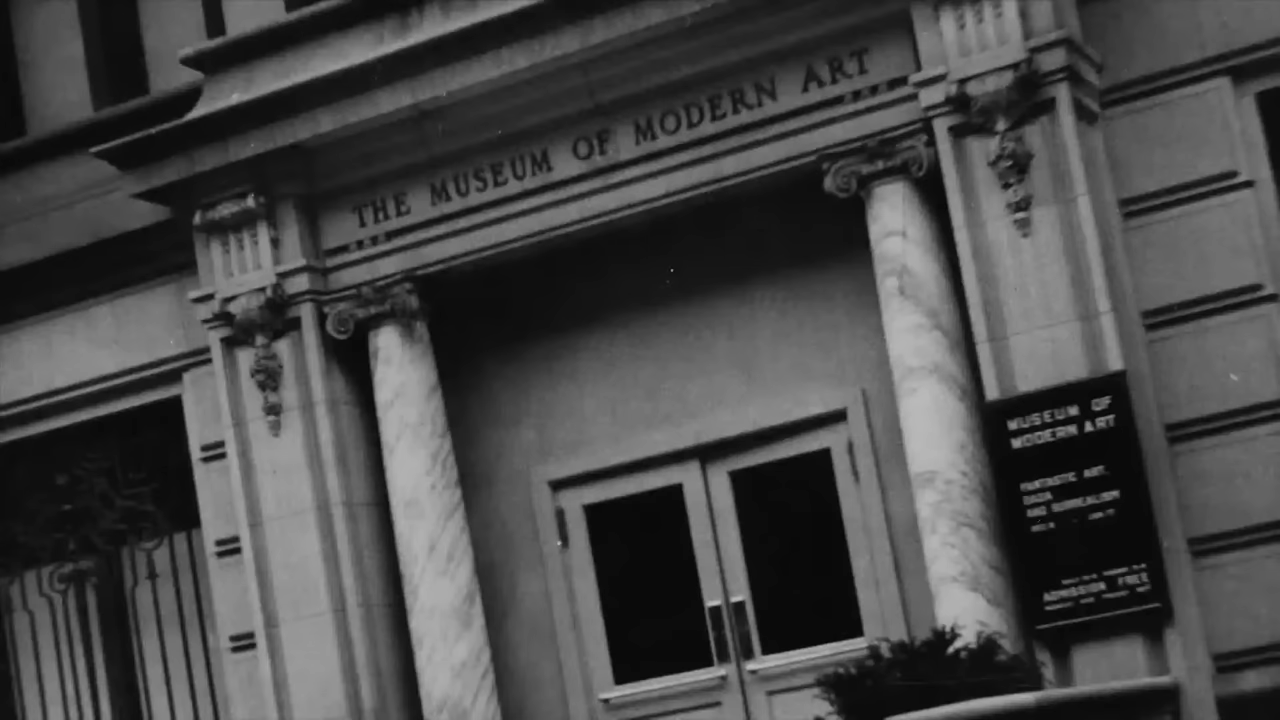 THE MUSEUM OF MODERN ART
MUSEUM OF
MODERN ART
FANTASTIC ART,
DADA
AND SURREALISM
ADMISSION FREE